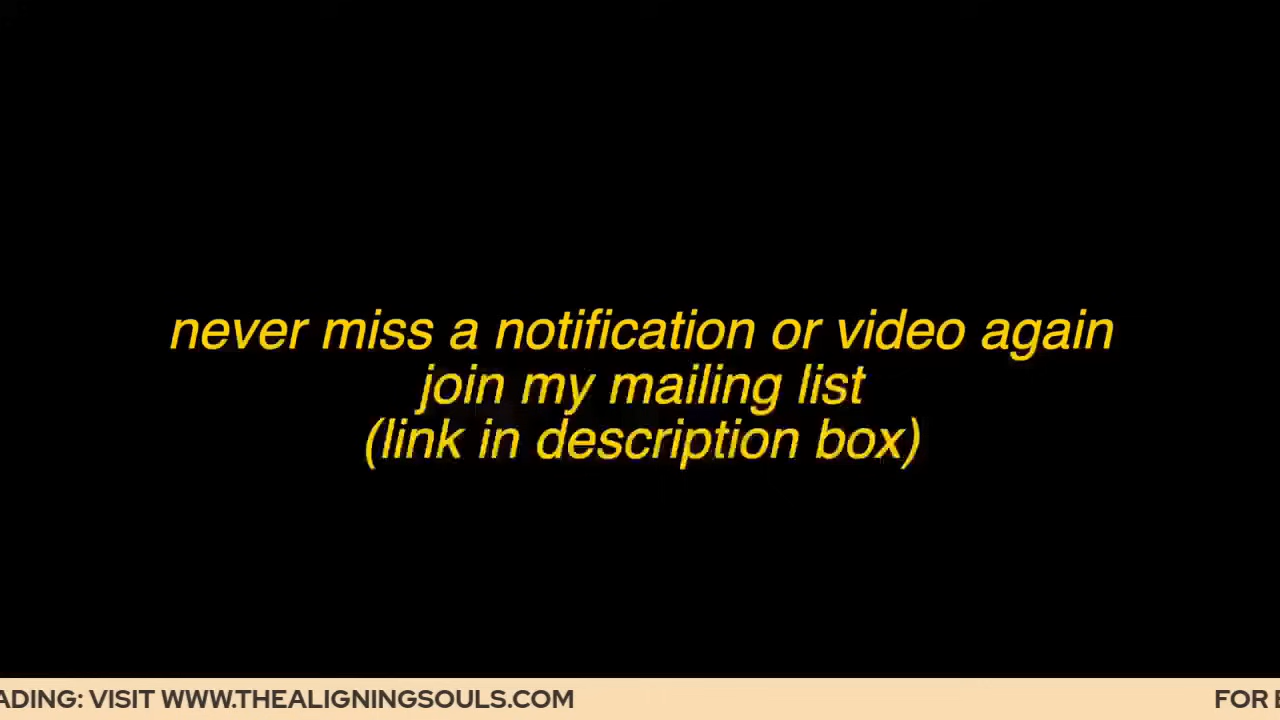 never miss a notification or video again
join my mailing list
(link in description box)
ADING: VISIT WWW.THEALIGNINGSOULS.COM FOR